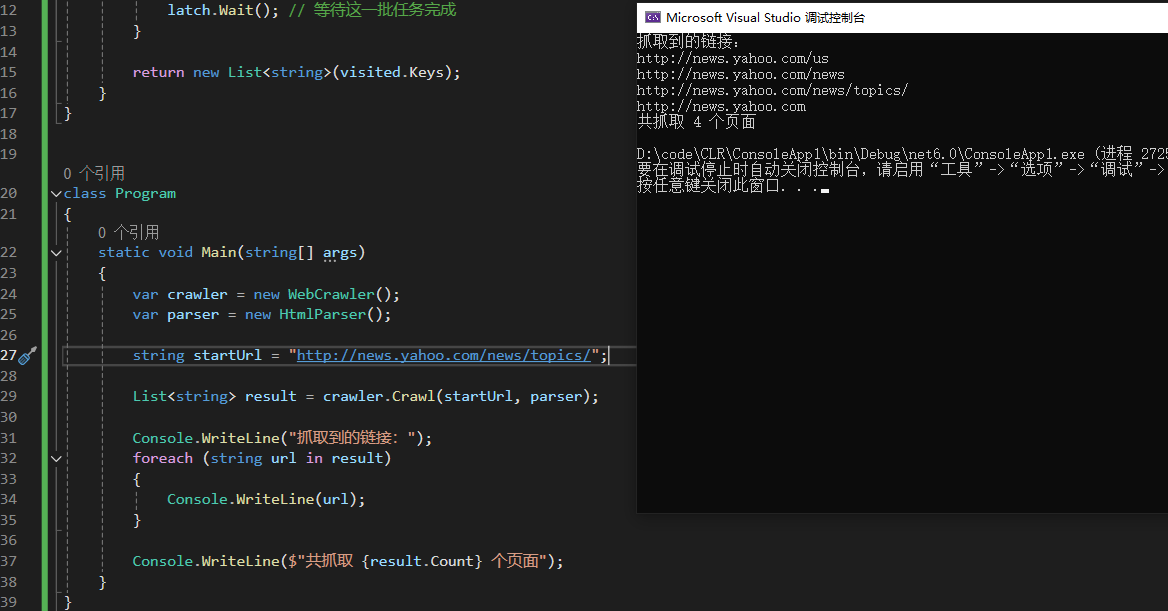 12 latch.Wait(); // 等待这一批任务完成
13 }
14
15 return new List<string>(visited.Keys);
16 }
17 }
18
19
0 个引用
20 class Program
21 {
0 个引用
22 static void Main(string[] args)
23 {
24 var crawler = new WebCrawler();
25 var parser = new HtmlParser();
26
27 string startUrl = "http://news.yahoo.com/news/topics/";
28
29 List<string> result = crawler.Crawl(startUrl, parser);
30
31 Console.WriteLine("抓取到的链接：");
32 foreach (string url in result)
33 {
34 Console.WriteLine(url);
35 }
36
37 Console.WriteLine($"共抓取 {result.Count} 个页面");
38 }
39 }
Microsoft Visual Studio 调试控制台
抓取到的链接：
http://news.yahoo.com/us
http://news.yahoo.com/news
http://news.yahoo.com/news/topics/
http://news.yahoo.com
共抓取 4 个页面
D:\code\CLR\ConsoleApp1\bin\Debug\net6.0\ConsoleApp1.exe (进程 2725
要在调试停止时自动关闭控制台，请启用“工具”->“选项”->“调试”->
按任意键关闭此窗口. . .